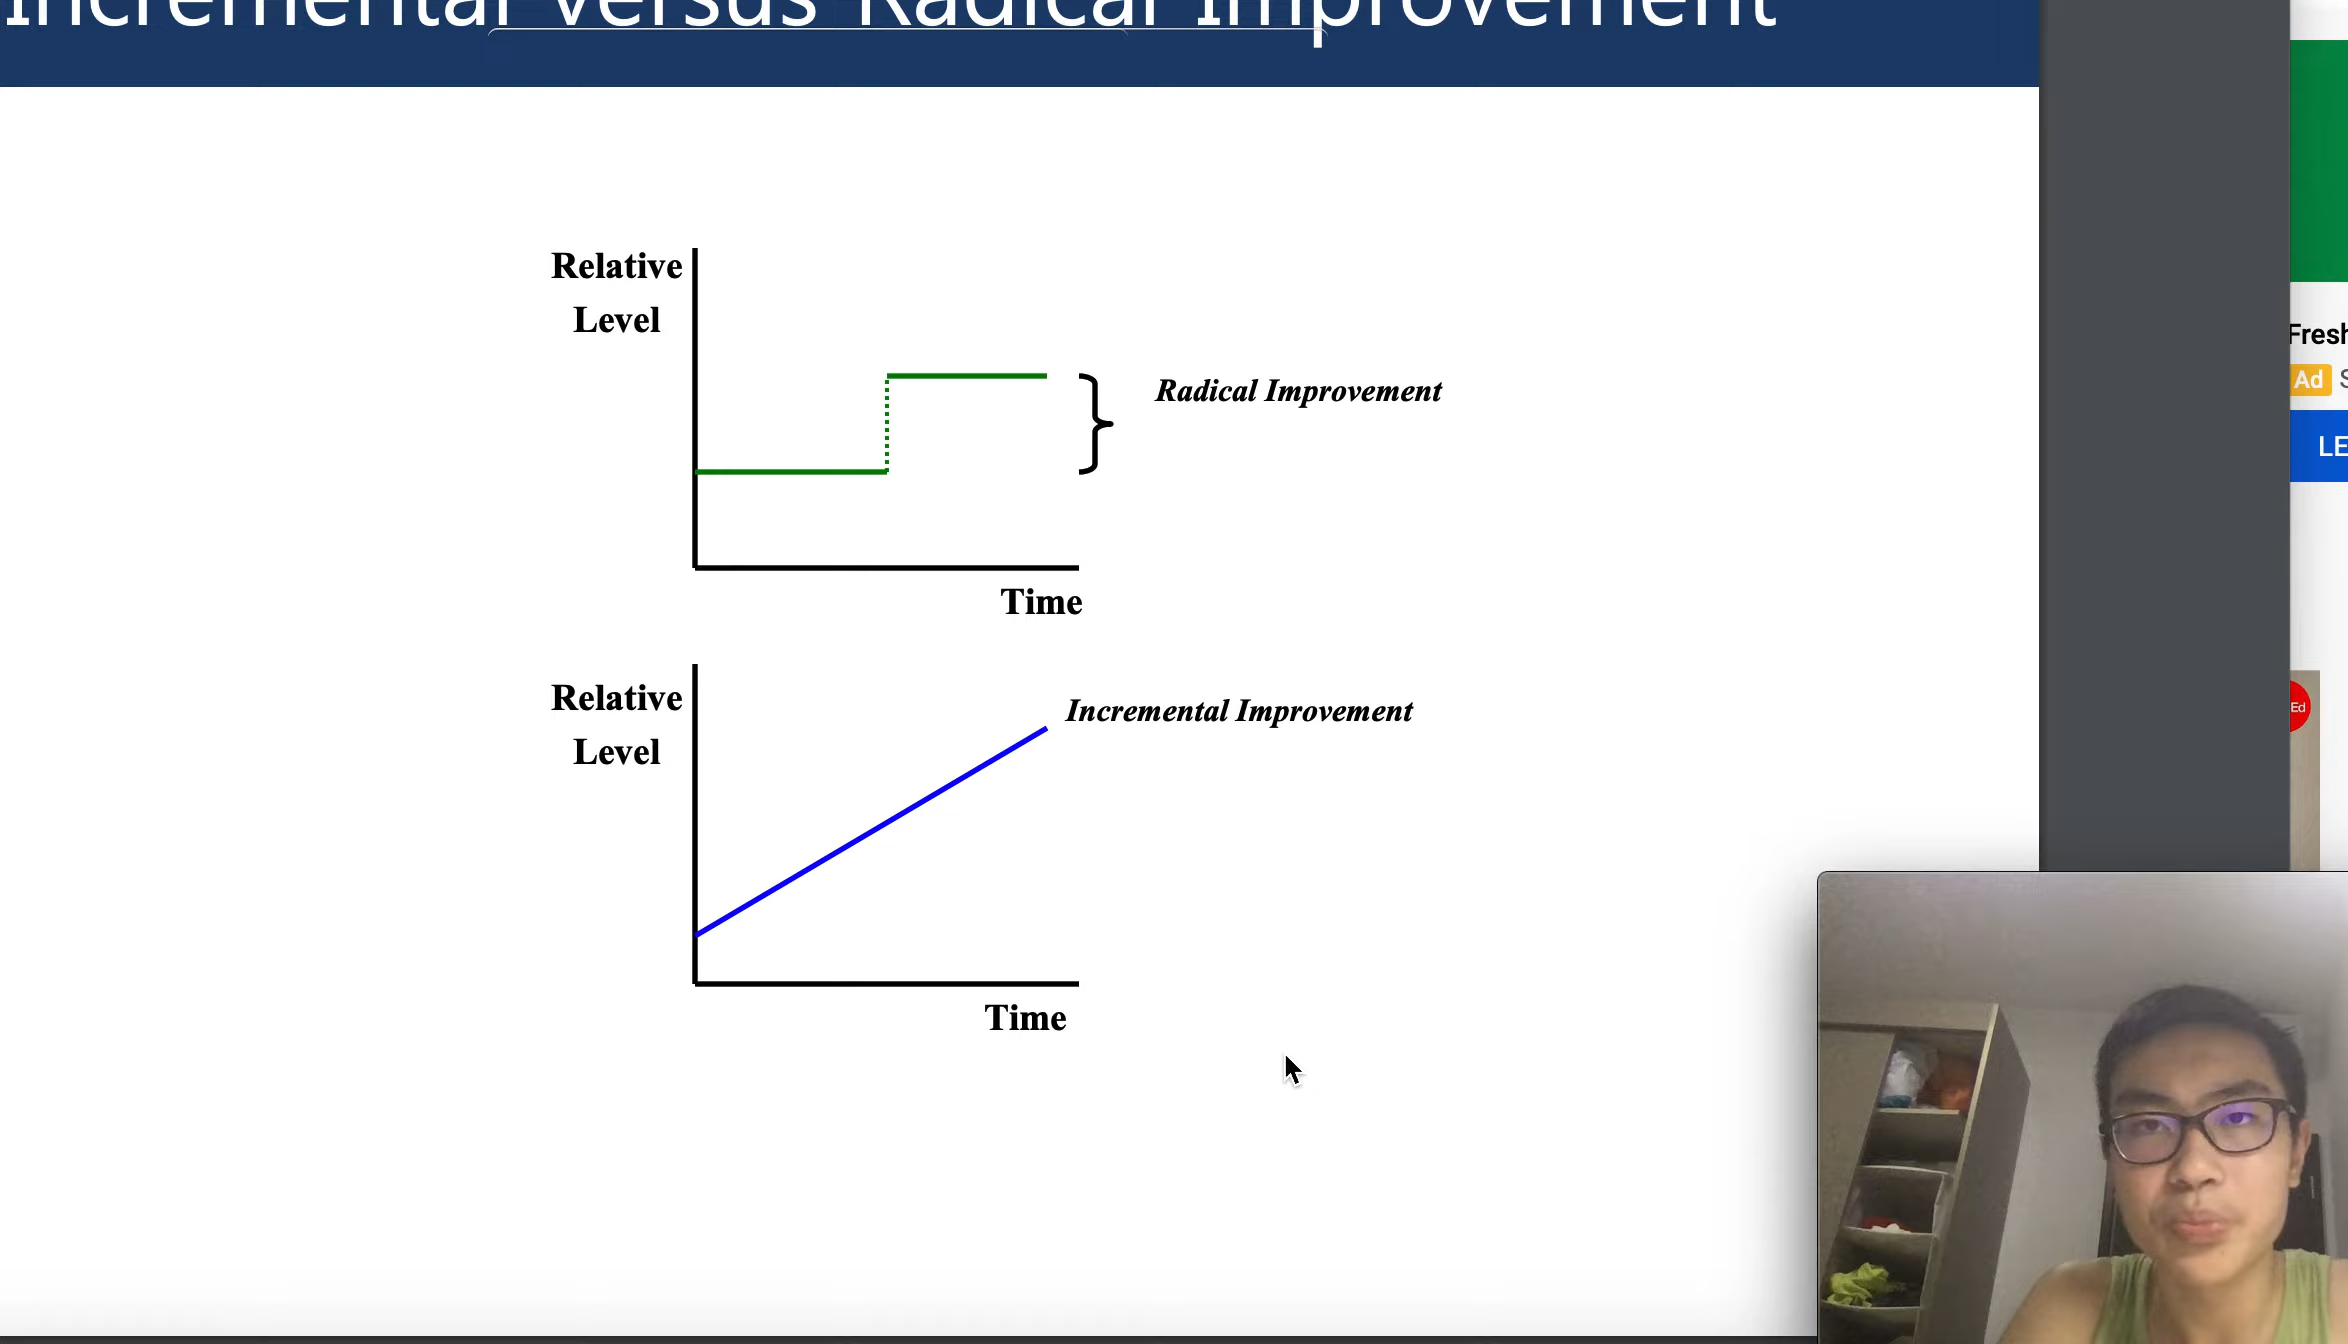 Incremental Versus Radical Improvement
Relative
Level
Radical Improvement
Time
Relative
Level
Incremental Improvement
Time
Fresh
Ad
LE
Ed